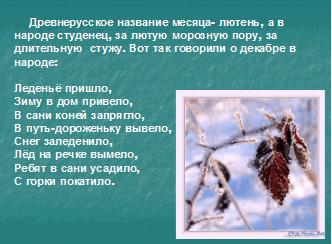 Древнерусское название месяца- лютень, а в
народе студенец, за лютую морозную пору, за
длительную стужу. Вот так говорили о декабре в
народе:
Леденьё пришло,
Зиму в дом привело,
В сани коней запрягло,
В путь-дороженьку вывело,
Снег заледенило,
Лёд на речке вымело,
Ребят в сани усадило,
С горки покатило.